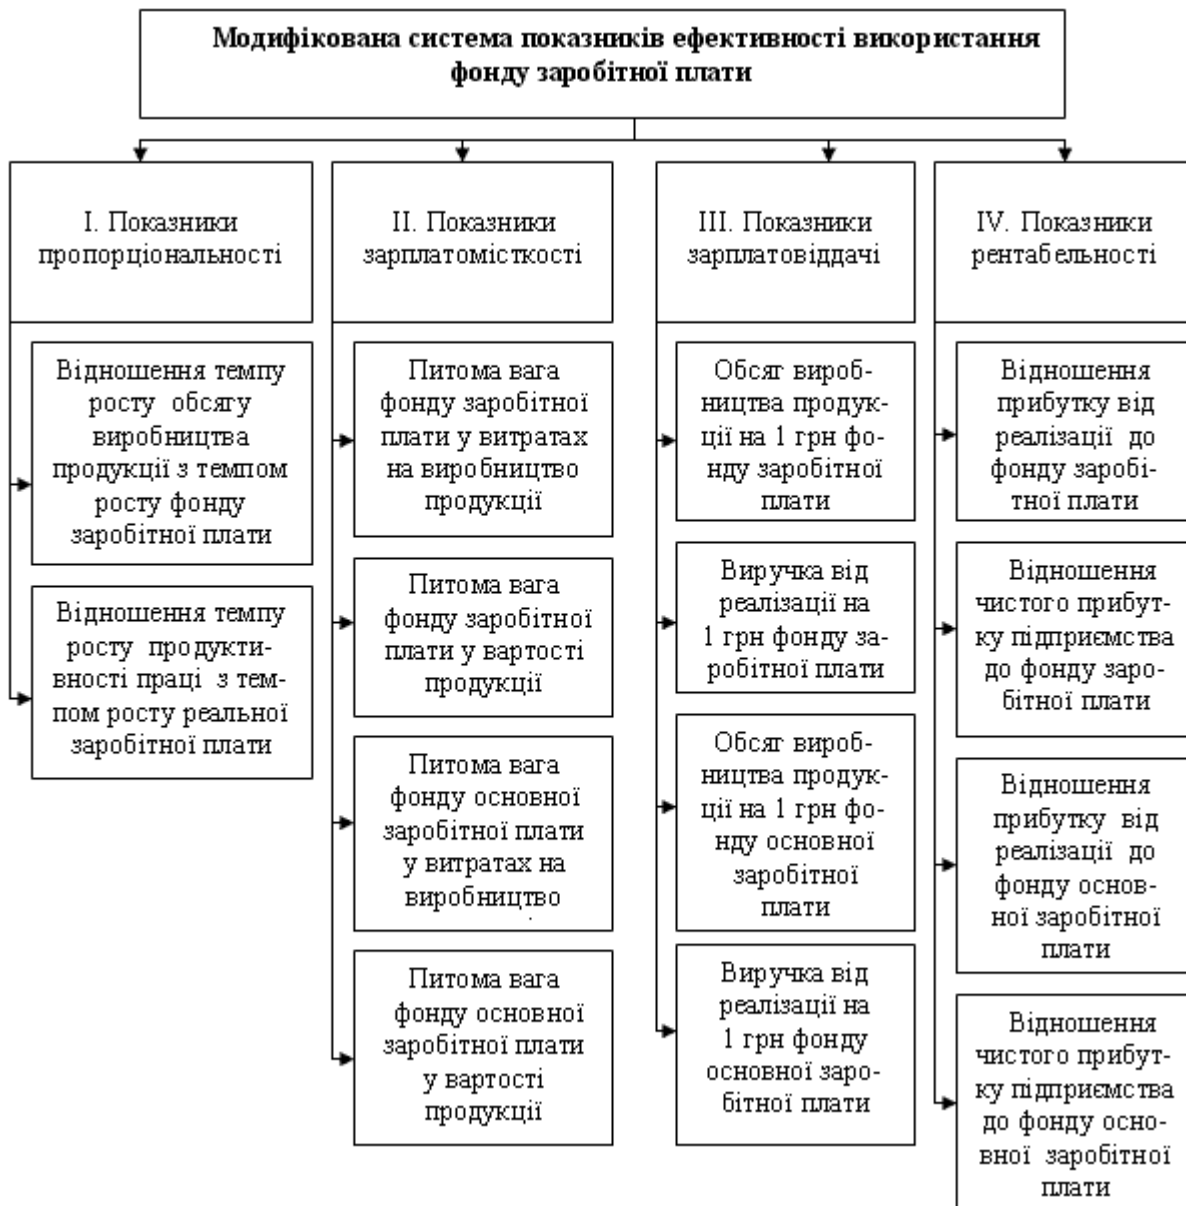 Модифікована система показників ефективності використання
фонду заробітної плати
I. Показники
пропорціональності
Відношення темпу
росту обсягу
виробництва
продукції з темпом
росту фонду
заробітної плати
Відношення темпу
росту продукти-
вності праці з тем-
пом росту реальної
заробітної плати
II. Показники
зарплатомісткості
Питома вага
фонду заробітної
плати у витратах
на виробництво
продукції
Питома вага
фонду заробітної
плати у вартості
продукції
Питома вага
фонду основної
заробітної плати
у витратах на
виробництво
Питома вага
фонду основної
заробітної плати
у вартості
продукції
III. Показники
зарплатовіддачі
Обсяг вироб-
ництва продук-
ції на 1 грн фо-
нду заробітної
плати
Виручка від
реалізації на
1 грн фонду за-
робітної плати
Обсяг вироб-
ництва продук-
ції на 1 грн фо-
нду основної
заробітної
плати
Виручка від
реалізації на
1 грн фонду
основної заро-
бітної плати
IV. Показники
рентабельності
Відношення
прибутку від
реалізації до
фонду заробі-
тної плати
Відношення
чистого прибут-
ку підприємства
до фонду заро-
бітної плати
Відношення
прибутку від
реалізації до
фонду основ-
ної заробітної
плати
Відношення
чистого прибут-
ку підприємства
до фонду осно-
вної заробітної
плати